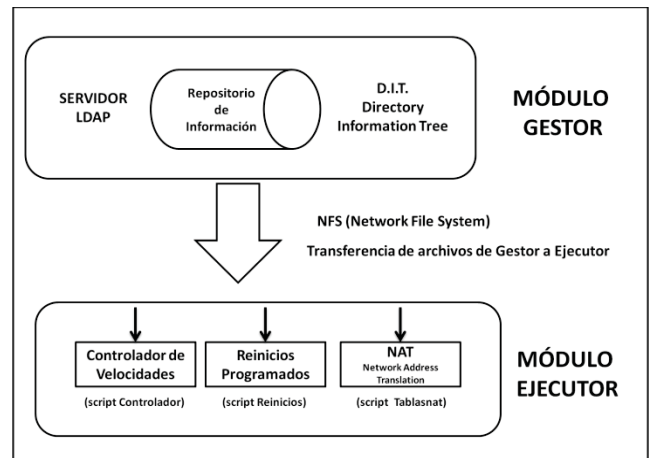 SERVIDOR
LDAP
Repositorio
de
Información
D.I.T.
Directory
Information Tree
MÓDULO
GESTOR
NFS (Network File System)
Transferencia de archivos de Gestor a Ejecutor
Controlador de
Velocidades
(script Controlador)
Reinicios
Programados
(script Reinicios)
NAT
Network Address
Translation
(script Tablasnat)
MÓDULO
EJECUTOR